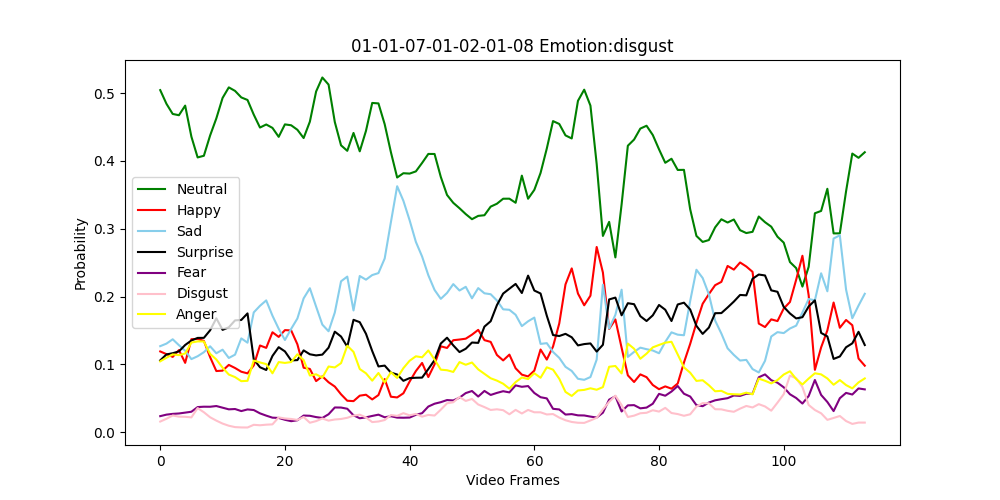 01-01-07-01-02-01-08 Emotion:disgust
Probability
0.5
0.4
0.3
0.2
0.1
0.0
Neutral
Happy
Sad
Surprise
Fear
Disgust
Anger
0 20 40 60 80 100
Video Frames